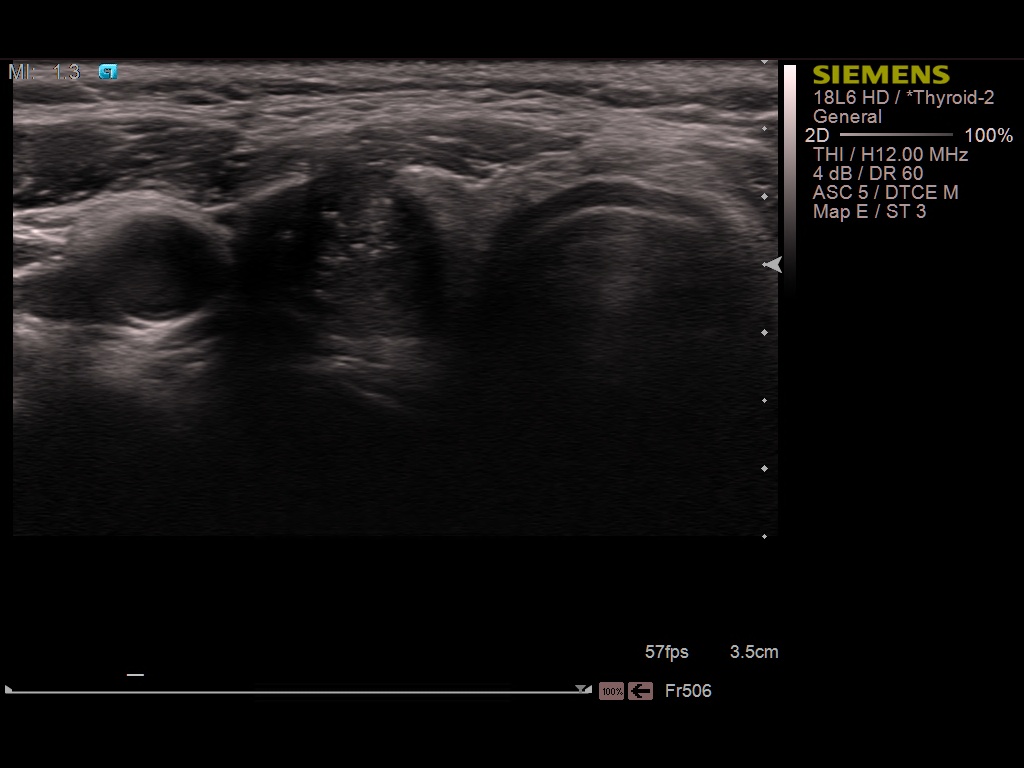 MI: 1.3
SIEMENS
18L6 HD / *Thyroid-2
General
2D 100%
THI / H12.00 MHz
4 dB / DR 60
ASC 5 / DTCE M
Map E / ST 3
57fps 3.5cm
100% Fr506